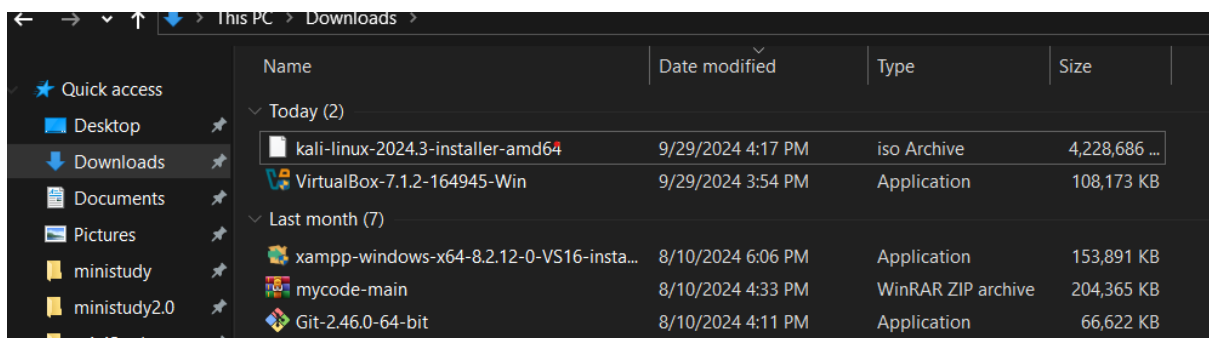 This PC > Downloads >
Name Date modified Type Size
Quick access
Today (2)
Desktop
kali-linux-2024.3-installer-amd64 9/29/2024 4:17 PM iso Archive 4,228,686 ...
Downloads
VirtualBox-7.1.2-164945-Win 9/29/2024 3:54 PM Application 108,173 KB
Documents
Last month (7)
Pictures
xampp-windows-x64-8.2.12-0-VS16-insta... 8/10/2024 6:06 PM Application 153,891 KB
ministudy
mycode-main 8/10/2024 4:33 PM WinRAR ZIP archive 204,365 KB
ministudy2.0
Git-2.46.0-64-bit 8/10/2024 4:11 PM Application 66,622 KB